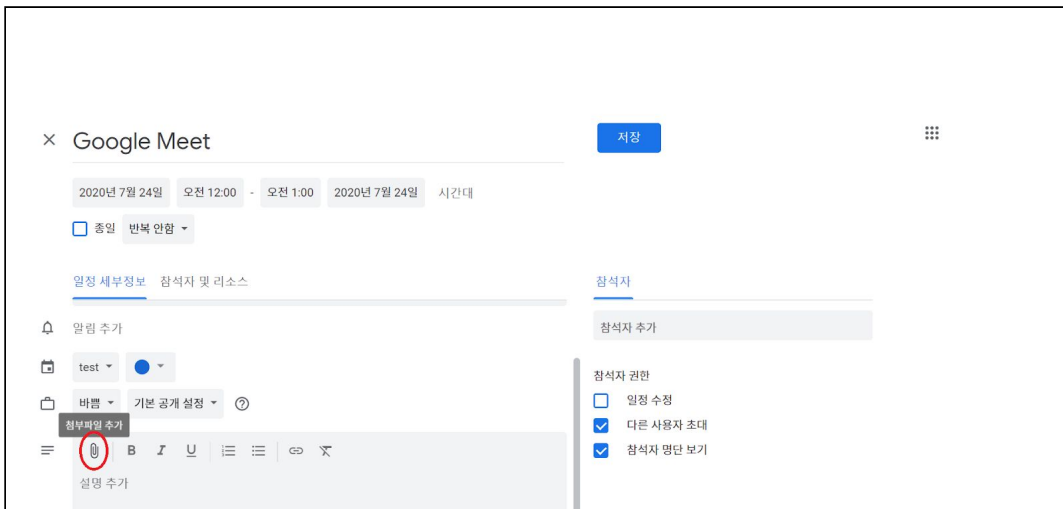 Google Meet
저장
2020년 7월 24일 오전 12:00 - 오전 1:00 2020년 7월 24일 시간대
종일 반복 안함
일정 세부정보 참석자 및 리소스
참석자
알림 추가
참석자 추가
test
참석자 권한
바쁨 기본 공개 설정
일정 수정
첨부파일 추가
다른 사용자 초대
B I U
참석자 명단 보기
설명 추가